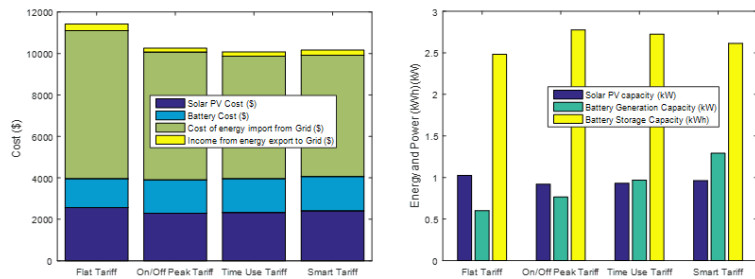 12000
10000
8000
6000
4000
2000
0
Cost ($)
Solar PV Cost ($)
Battery Cost ($)
Cost of energy import from Grid ($)
Income from energy export to Grid ($)
Flat Tariff On/Off Peak Tariff Time Use Tariff Smart Tariff
3
2.5
2
1.5
1
0.5
0
Energy and Power (kWh)(kW)
Solar PV capacity (kW)
Battery Generation Capacity (kW)
Battery Storage Capacity (kWh)
Flat Tariff On/Off Peak Tariff Time Use Tariff Smart Tariff